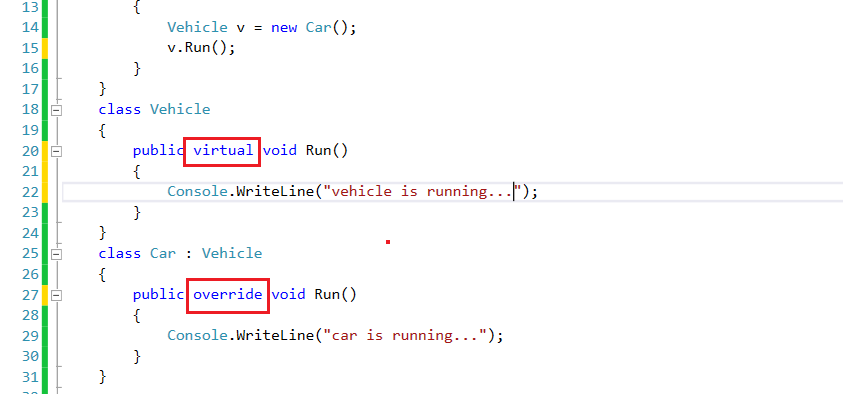 13 {
14 Vehicle v = new Car();
15 v.Run();
16 }
17 }
18 class Vehicle
19 {
20 public virtual void Run()
21 {
22 Console.WriteLine("vehicle is running...");
23 }
24 }
25 class Car : Vehicle
26 {
27 public override void Run()
28 {
29 Console.WriteLine("car is running...");
30 }
31 }